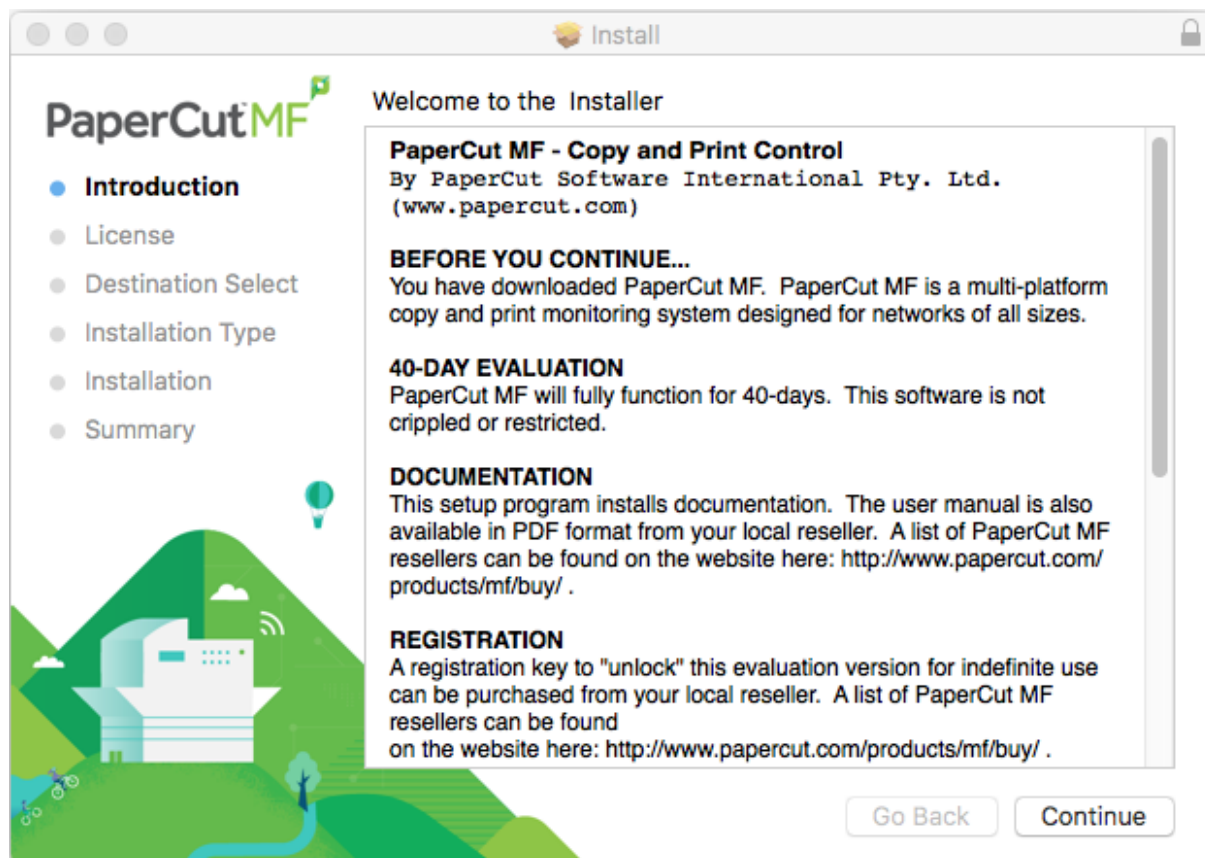 Install
PaperCut MF
Introduction
License
Destination Select
Installation Type
Installation
Summary
Welcome to the  Installer
PaperCut MF - Copy and Print Control
By PaperCut Software International Pty. Ltd.
(www.papercut.com)
BEFORE YOU CONTINUE...
You have downloaded PaperCut MF.  PaperCut MF is a multi-platform
copy and print monitoring system designed for networks of all sizes.
40-DAY EVALUATION
PaperCut MF will fully function for 40-days.  This software is not
crippled or restricted.
DOCUMENTATION
This setup program installs documentation.  The user manual is also
available in PDF format from your local reseller.  A list of PaperCut MF
resellers can be found on the website here: http://www.papercut.com/
products/mf/buy/ .
REGISTRATION
A registration key to "unlock" this evaluation version for indefinite use
can be purchased from your local reseller.  A list of PaperCut MF
resellers can be found
on the website here: http://www.papercut.com/products/mf/buy/ .
Go Back
Continue